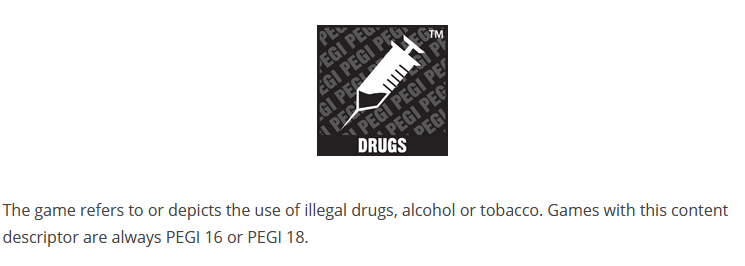 TM
DRUGS
The game refers to or depicts the use of illegal drugs, alcohol or tobacco. Games with this content
descriptor are always PEGI 16 or PEGI 18.